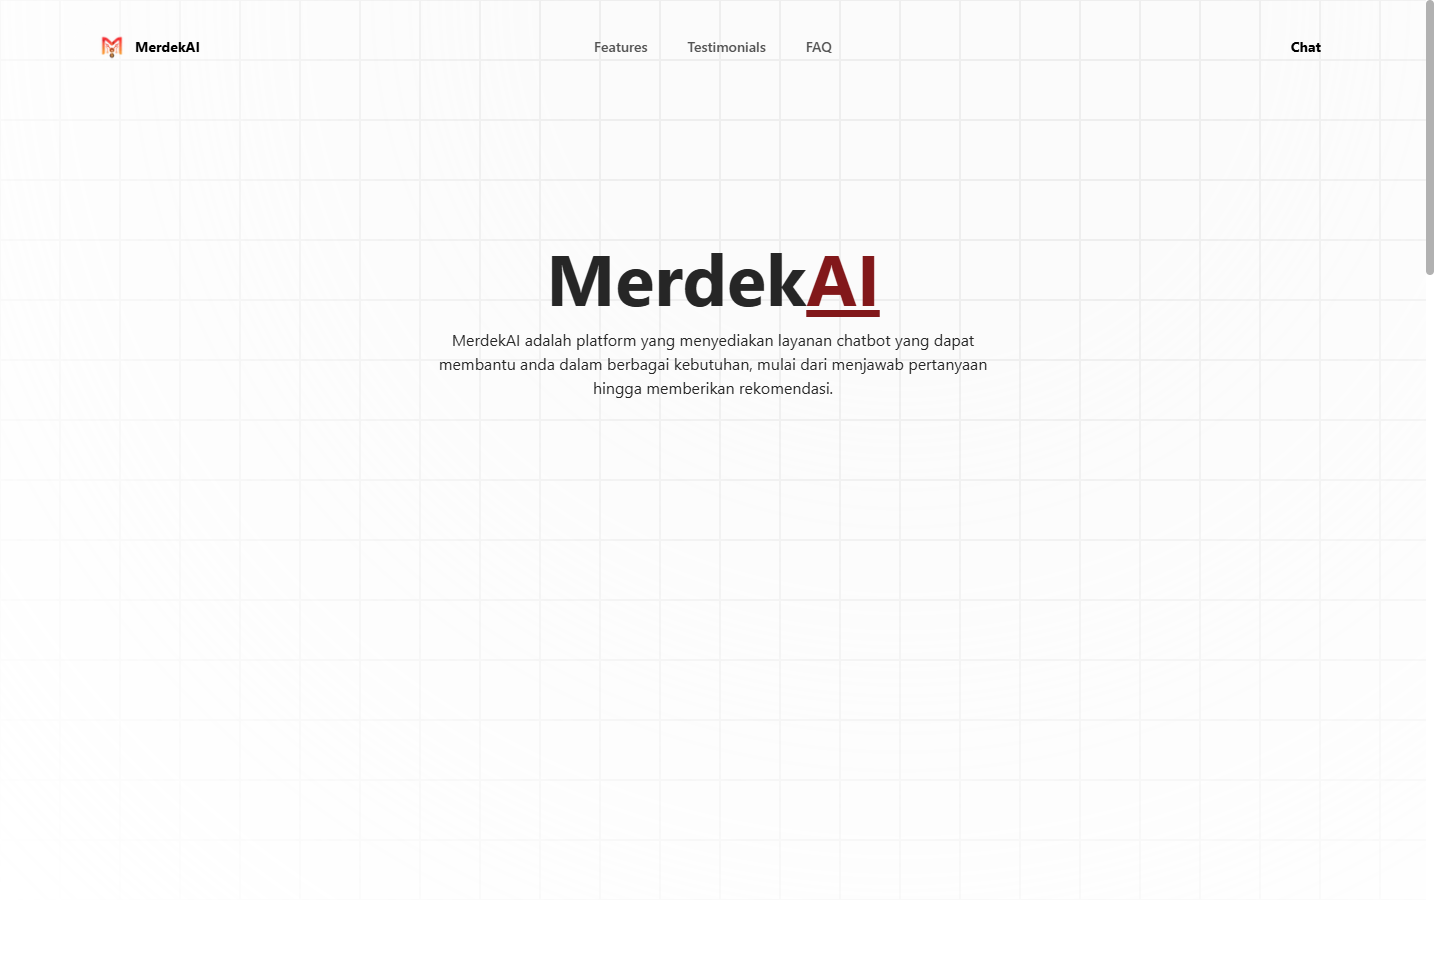 MerdekAI
Features
Testimonials
FAQ
Chat
MerdekAI
MerdekAI adalah platform yang menyediakan layanan chatbot yang dapat
membantu anda dalam berbagai kebutuhan, mulai dari menjawab pertanyaan
hingga memberikan rekomendasi.